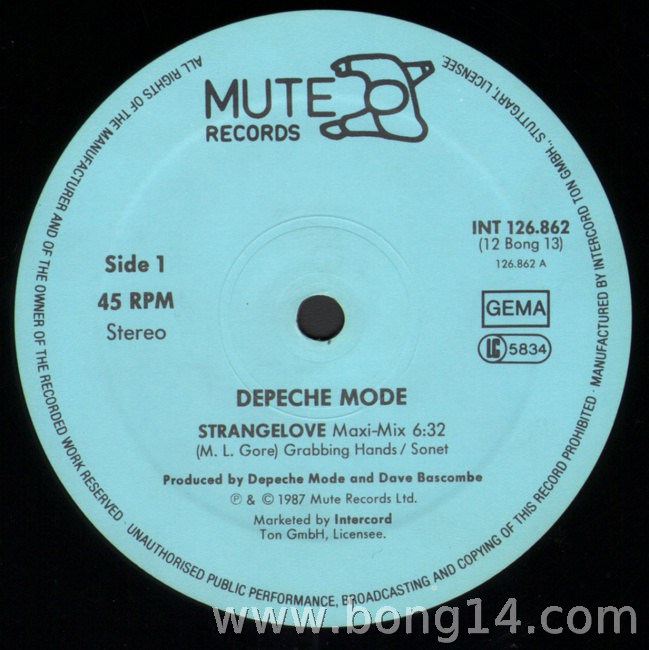 MUTE
RECORDS
ALL RIGHTS OF THE MANUFACTURER AND OF THE OWNER OF THE RECORDED WORK RESERVED · UNAUTHORISED PUBLIC PERFORMANCE, BROADCASTING AND COPYING OF THIS RECORD PROHIBITED · MANUFACTURED BY INTERCORD TON GMBH, STUTTGART, LICENSEE.
Side 1
45 RPM
Stereo
INT 126.862
(12 Bong 13)
126.862 A
GEMA
LC 5834
DEPECHE MODE
STRANGELOVE Maxi-Mix 6:32
(M. L. Gore) Grabbing Hands / Sonet
Produced by Depeche Mode and Dave Bascombe
℗ & © 1987 Mute Records Ltd.
Marketed by Intercord
Ton GmbH, Licensee.
www.bong14.com